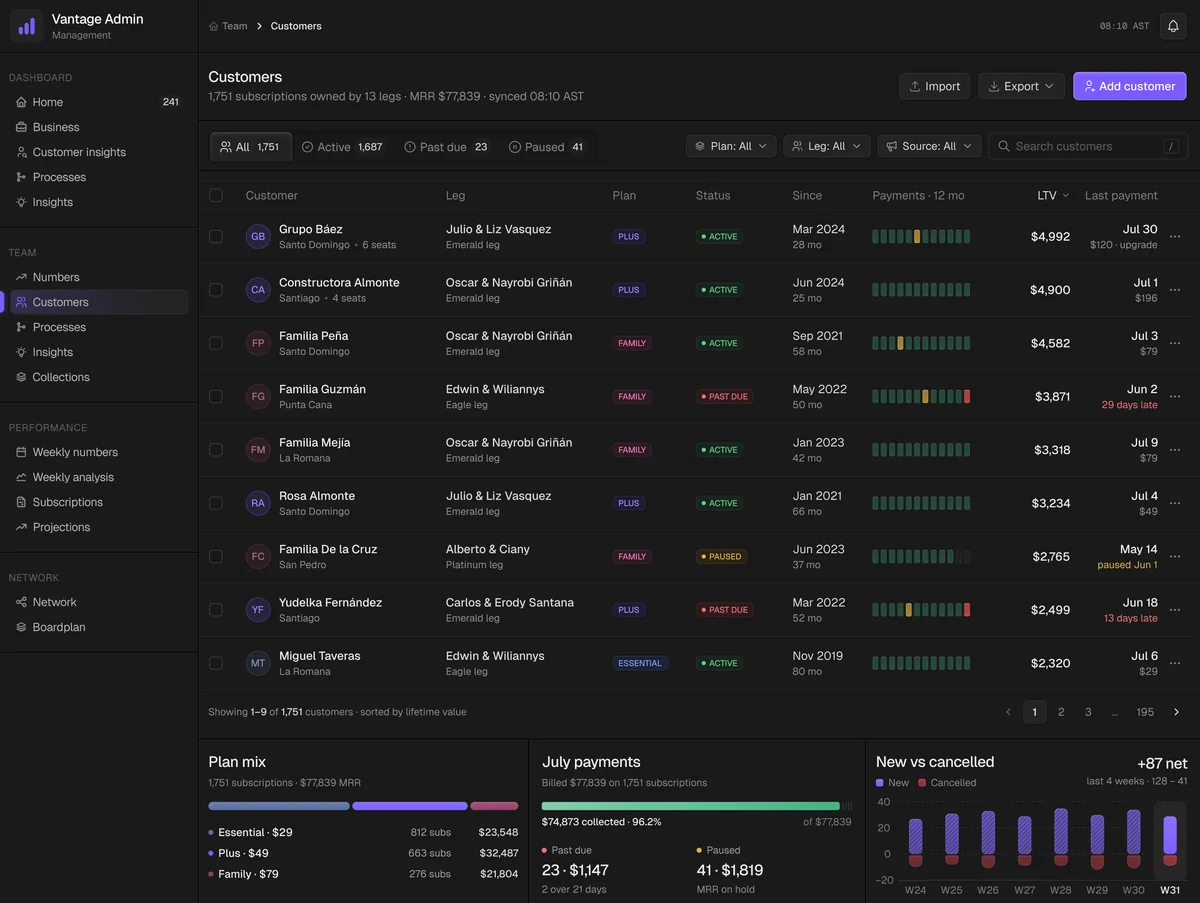 Vantage Admin
Management
DASHBOARD
Home 241
Business
Customer insights
Processes
Insights
TEAM
Numbers
Customers
Processes
Insights
Collections
PERFORMANCE
Weekly numbers
Weekly analysis
Subscriptions
Projections
NETWORK
Network
Boardplan
Team > Customers
08:10 AST
Customers
1,751 subscriptions owned by 13 legs · MRR $77,839 · synced 08:10 AST
Import Export Add customer
All 1,751 Active 1,687 Past due 23 Paused 41
Plan: All Leg: All Source: All Search customers /
Customer Leg Plan Status Since Payments · 12 mo LTV Last payment
GB Grupo Báez Julio & Liz Vasquez PLUS ACTIVE Mar 2024 $4,992 Jul 30 ...
Santo Domingo • 6 seats Emerald leg 28 mo $120 · upgrade
CA Constructora Almonte Oscar & Nayrobi Griñán PLUS ACTIVE Jun 2024 $4,900 Jul 1 ...
Santiago • 4 seats Emerald leg 25 mo $196
FP Familia Peña Oscar & Nayrobi Griñán FAMILY ACTIVE Sep 2021 $4,582 Jul 3 ...
Santo Domingo Emerald leg 58 mo $79
FG Familia Guzmán Edwin & Wiliannys FAMILY PAST DUE May 2022 $3,871 Jun 2 ...
Punta Cana Eagle leg 50 mo 29 days late
FM Familia Mejía Oscar & Nayrobi Griñán FAMILY ACTIVE Jan 2023 $3,318 Jul 9 ...
La Romana Emerald leg 42 mo $79
RA Rosa Almonte Julio & Liz Vasquez PLUS ACTIVE Jan 2021 $3,234 Jul 4 ...
Santo Domingo Emerald leg 66 mo $49
FC Familia De la Cruz Alberto & Ciany FAMILY PAUSED Jun 2023 $2,765 May 14 ...
San Pedro Platinum leg 37 mo paused Jun 1
YF Yudelka Fernández Carlos & Erody Santana PLUS PAST DUE Mar 2022 $2,499 Jun 18 ...
Santiago Emerald leg 52 mo 13 days late
MT Miguel Taveras Edwin & Wiliannys ESSENTIAL ACTIVE Nov 2019 $2,320 Jul 6 ...
La Romana Eagle leg 80 mo $29
Showing 1–9 of 1,751 customers · sorted by lifetime value
< 1 2 3 ... 195 >
Plan mix
1,751 subscriptions · $77,839 MRR
Essential · $29 812 subs $23,548
Plus · $49 663 subs $32,487
Family · $79 276 subs $21,804
July payments
Billed $77,839 on 1,751 subscriptions
$74,873 collected · 96.2% of $77,839
Past due Paused
23 · $1,147 41 · $1,819
2 over 21 days MRR on hold
New vs cancelled +87 net
New Cancelled last 4 weeks · 128 – 41
40
20
0
−20
W24 W25 W26 W27 W28 W29 W30 W31